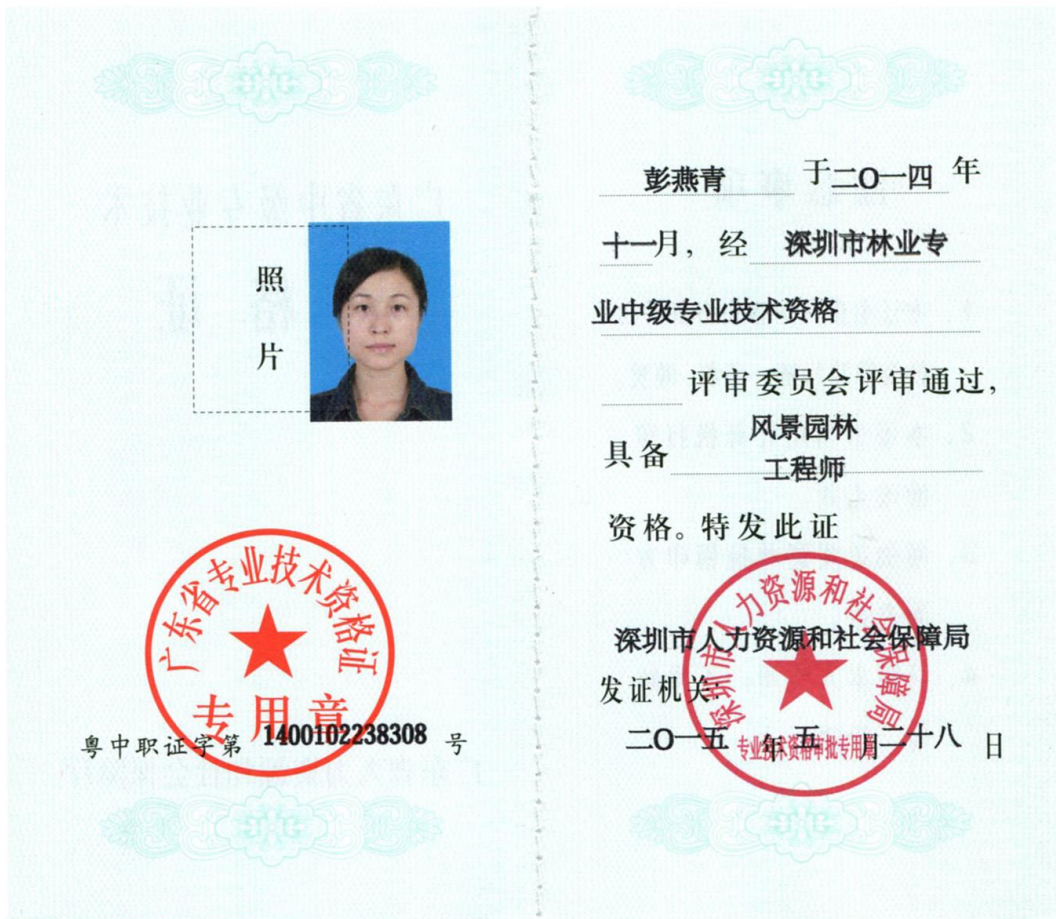 照
片
广东省专业技术资格证
专用章
粤中职证字第 1400102238308 号
彭燕青 于二〇一四 年
十一月，经 深圳市林业专
业中级专业技术资格
评审委员会评审通过，
具备 风景园林
工程师
资格。特发此证
深圳市人力资源和社会保障局
深圳市人力资源和社会保障局
发证机关：
二〇一五 年 五 月 二十八 日
专业技术资格审批专用章